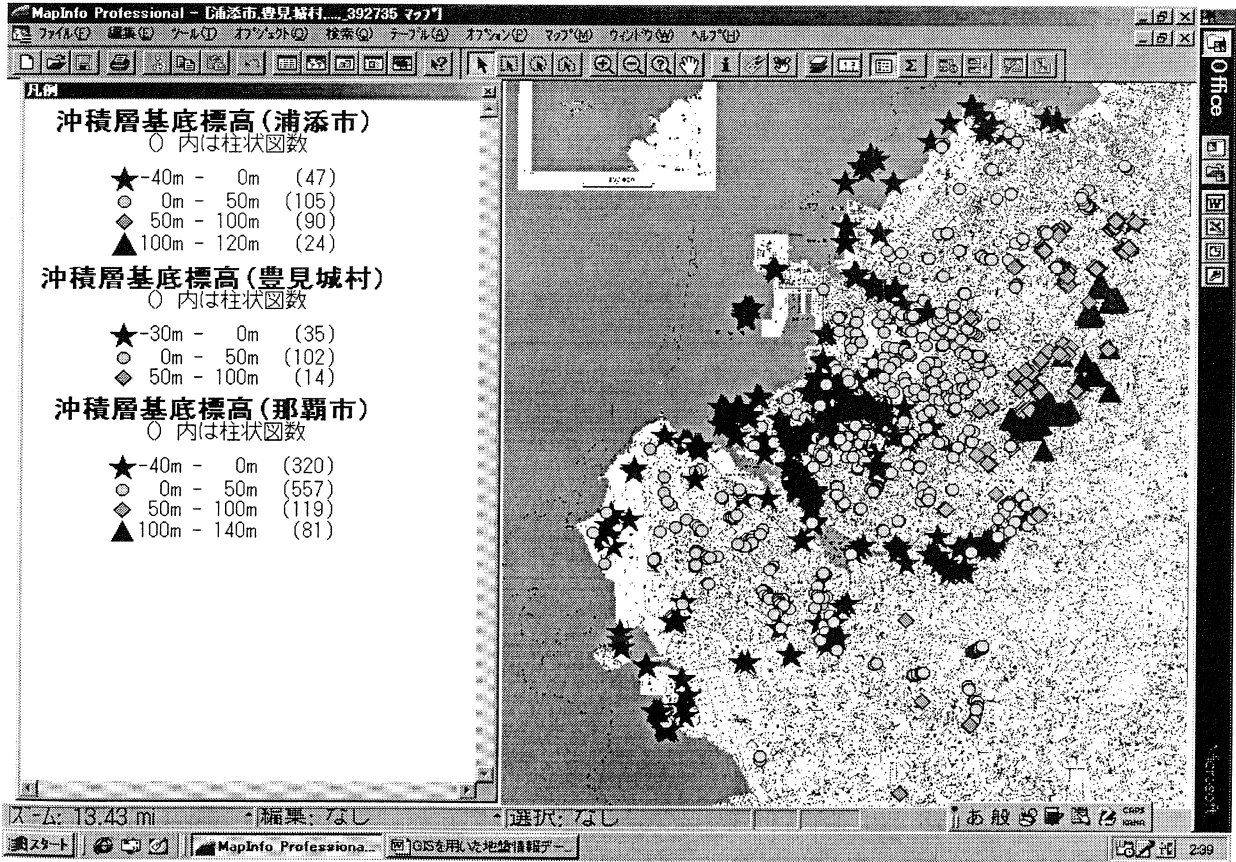 MapInfo Professional - [浦添市,豊見城村,..._392735 マップ]
ファイル(F) 編集(E) ツール(T) オブジェクト(O) 検索(Q) テーブル(A) オプション(P) マップ(M) ウィンドウ(W) ヘルプ(H)
Office
凡例
沖積層基底標高(浦添市)
() 内は柱状図数
-40m - 0m (47)
0m - 50m (105)
50m - 100m (90)
100m - 120m (24)
沖積層基底標高(豊見城村)
() 内は柱状図数
-30m - 0m (35)
0m - 50m (102)
50m - 100m (14)
沖積層基底標高(那覇市)
() 内は柱状図数
-40m - 0m (320)
0m - 50m (557)
50m - 100m (119)
100m - 140m (81)
Microsoft
ズーム: 13.43 mi 編集: なし 選択: なし
あ 般 CAPS KANA
スタート MapInfo Professiona... GISを用いた地盤情報デー... 2:39